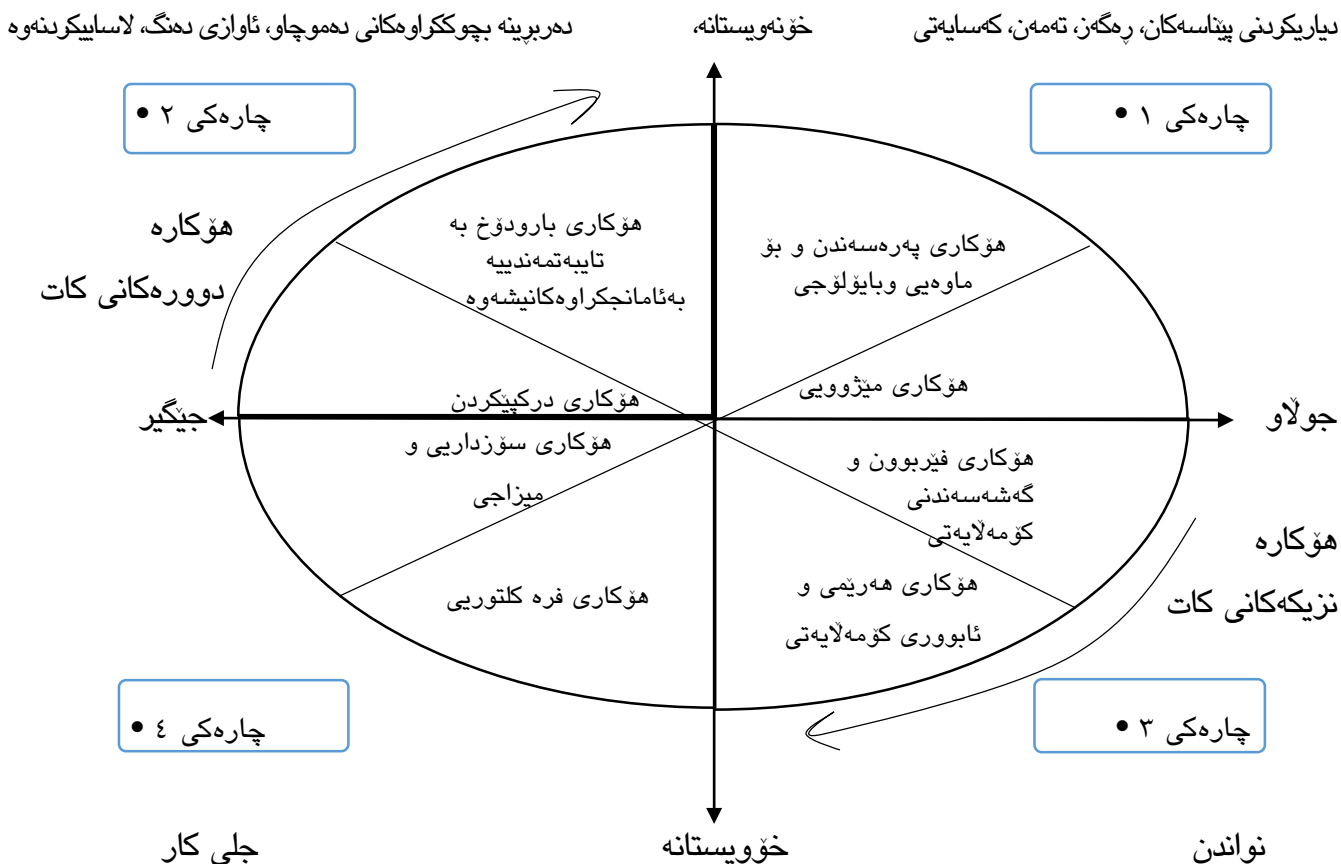 دیاریکردنی پێناسەکان، ڕەگەز، تەمەن، کەسایەتی
خۆنەویستانە،
دەربڕینە بچوککراوەکانی دەموچاو، ئاوازی دەنگ، لاساییکردنەوە
چارەکی ١ •
چارەکی ٢ •
هۆکارە
دوورەکانی کات
هۆکاری پەرەسەندن و بۆ
ماوەیی وبایۆلۆجی
هۆکاری بارودۆخ بە
تایبەتمەندییە
بەئامانجکراوەکانیشەوە
هۆکاری مێژوویی
هۆکاری درکپێکردن
جوڵاو
جێگیر
هۆکاری فێربوون و
گەشەسەندنی
کۆمەڵایەتی
هۆکاری سۆزداریی و
میزاجی
هۆکارە
نزیکەکانی کات
هۆکاری هەرێمی و
ئابووری کۆمەڵایەتی
هۆکاری فرە کلتوریی
چارەکی ٣ •
چارەکی ٤ •
نواندن
خۆویستانە
جلی کار